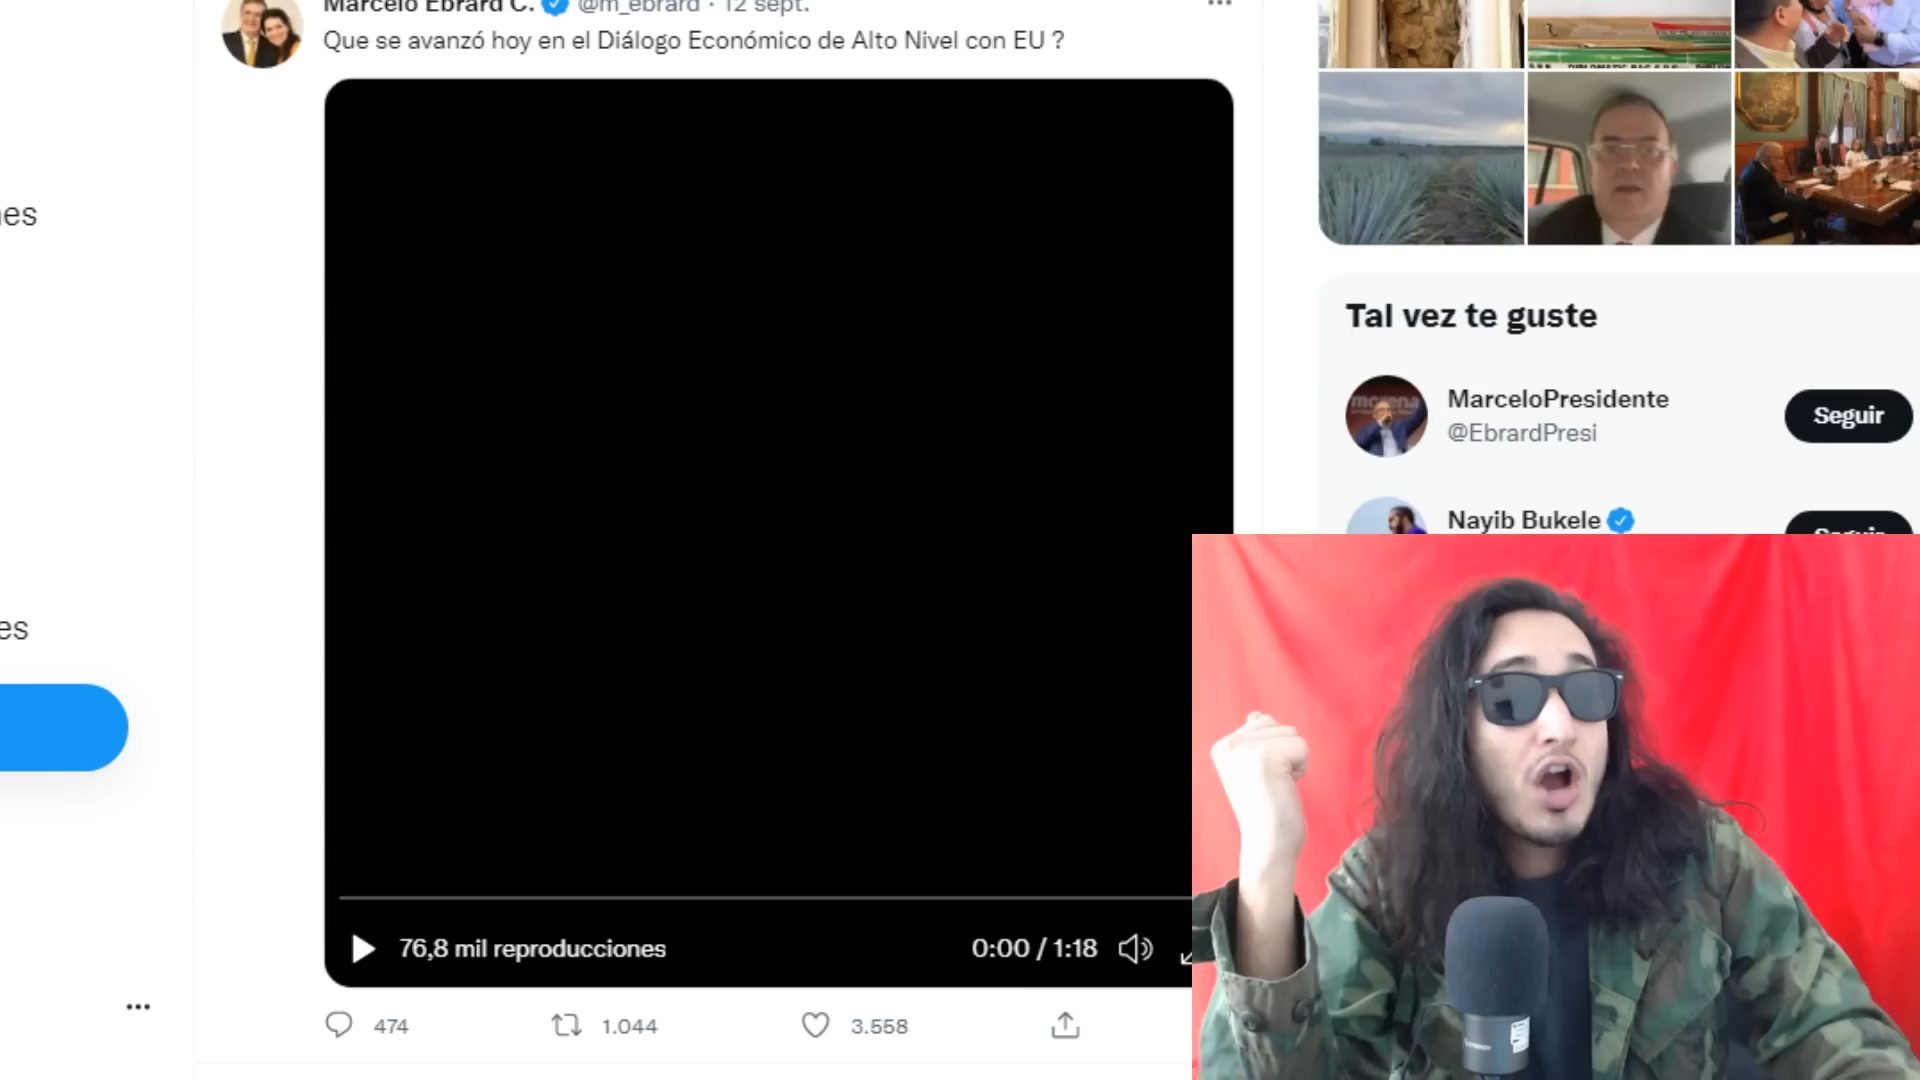 Marcelo Ebrard C. @m_ebrard · 12 sept.
Que se avanzó hoy en el Diálogo Económico de Alto Nivel con EU ?
es
es
76,8 mil reproducciones
0:00 / 1:18
474
1.044
3.558
Tal vez te guste
MarceloPresidente
@EbrardPresi
Seguir
Nayib Bukele
Seguir
morena